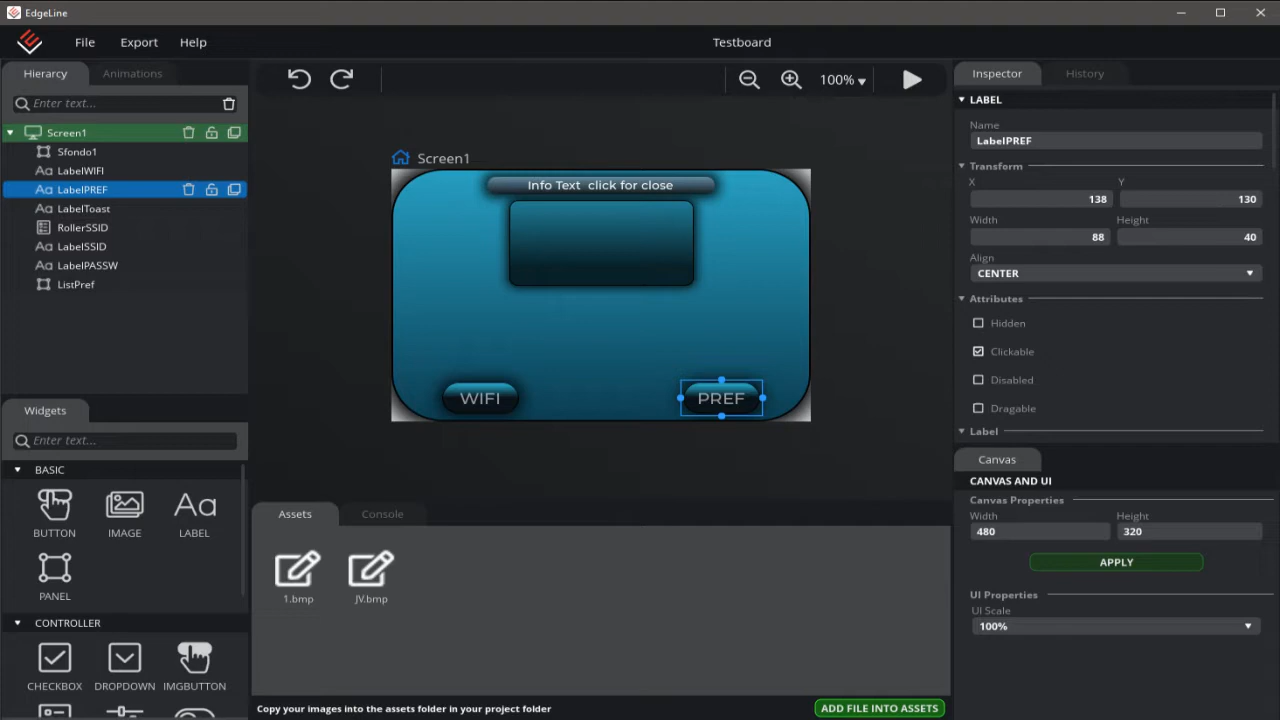 EdgeLine
File Export Help
Testboard
Hierarcy Animations
Enter text...
Screen1
Sfondo1
LabelWIFI
LabelPREF
LabelToast
RollerSSID
LabelSSID
LabelPASSW
ListPref
Widgets
Enter text...
BASIC
BUTTON IMAGE LABEL
PANEL
CONTROLLER
CHECKBOX DROPDOWN IMGBUTTON
100%
Screen1
Info Text click for close
WIFI PREF
Assets Console
1.bmp JV.bmp
Copy your images into the assets folder in your project folder
ADD FILE INTO ASSETS
Inspector History
LABEL
Name
LabelPREF
Transform
X Y
138 130
Width Height
88 40
Align
CENTER
Attributes
Hidden
Clickable
Disabled
Dragable
Label
Canvas
CANVAS AND UI
Canvas Properties
Width Height
480 320
APPLY
UI Properties
UI Scale
100%